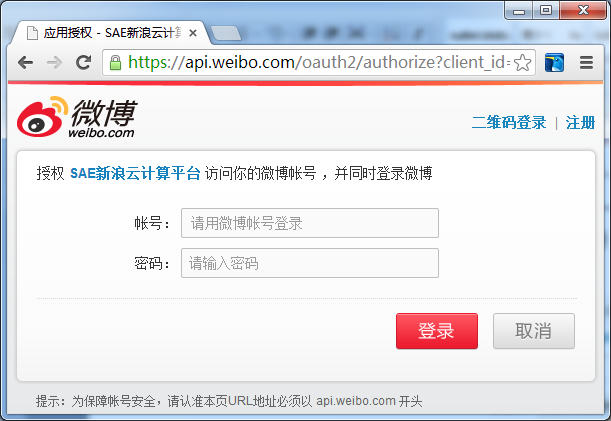 应用授权 - SAE新浪云计算
https://api.weibo.com/oauth2/authorize?client_id=
微博
weibo.com
二维码登录 | 注册
授权 SAE新浪云计算平台 访问你的微博帐号 ，并同时登录微博
帐号： 请用微博帐号登录
密码： 请输入密码
登录 取消
提示：为保障帐号安全，请认准本页URL地址必须以 api.weibo.com 开头